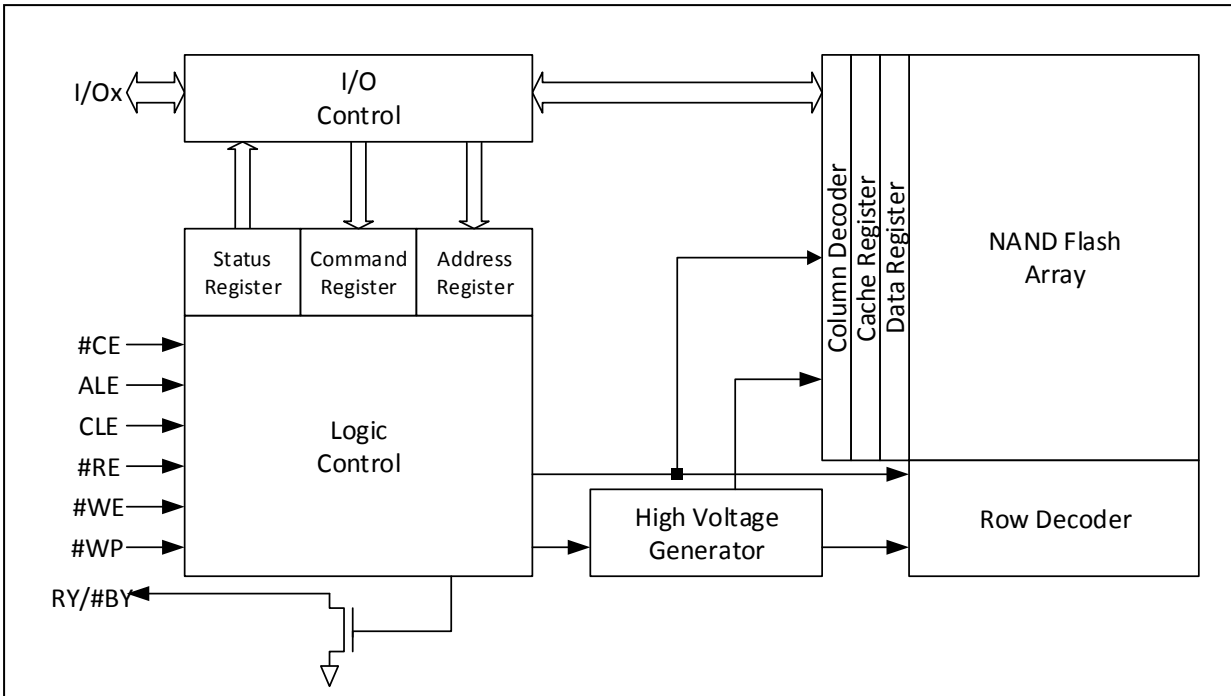 I/Ox
I/O
Control
Status
Register
Command
Register
Address
Register
#CE
ALE
CLE
#RE
#WE
#WP
RY/#BY
Logic
Control
High Voltage
Generator
Column Decoder
Cache Register
Data Register
NAND Flash
Array
Row Decoder